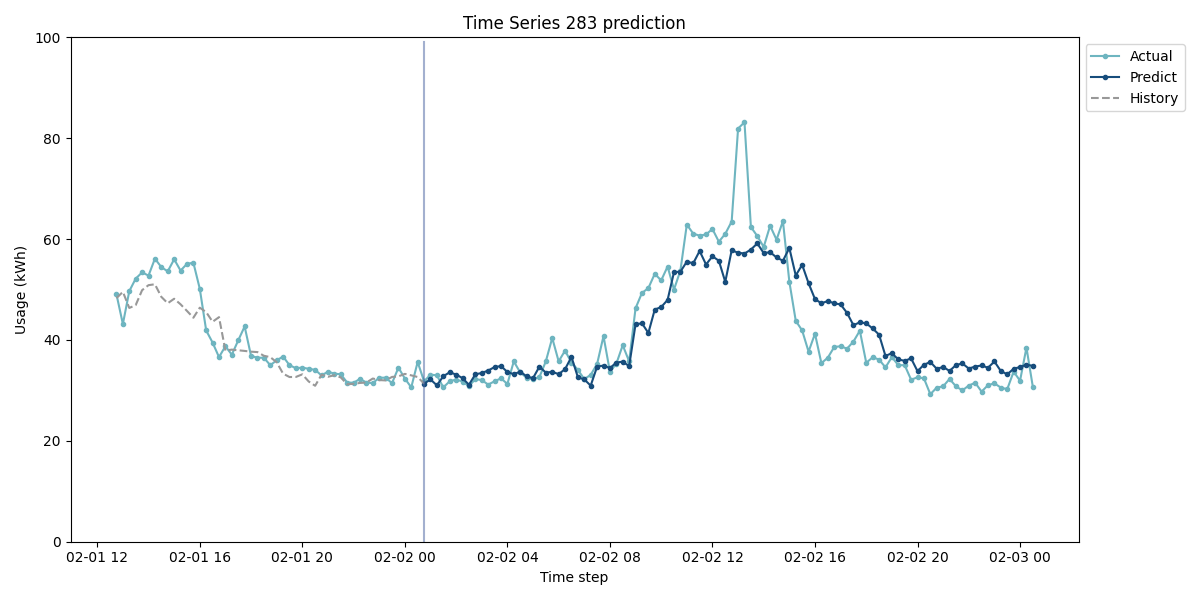 Time Series 283 prediction
Usage (kWh)
100
80
60
40
20
0
02-01 12
02-01 16
02-01 20
02-02 00
02-02 04
02-02 08
02-02 12
02-02 16
02-02 20
02-03 00
Time step
Actual
Predict
History